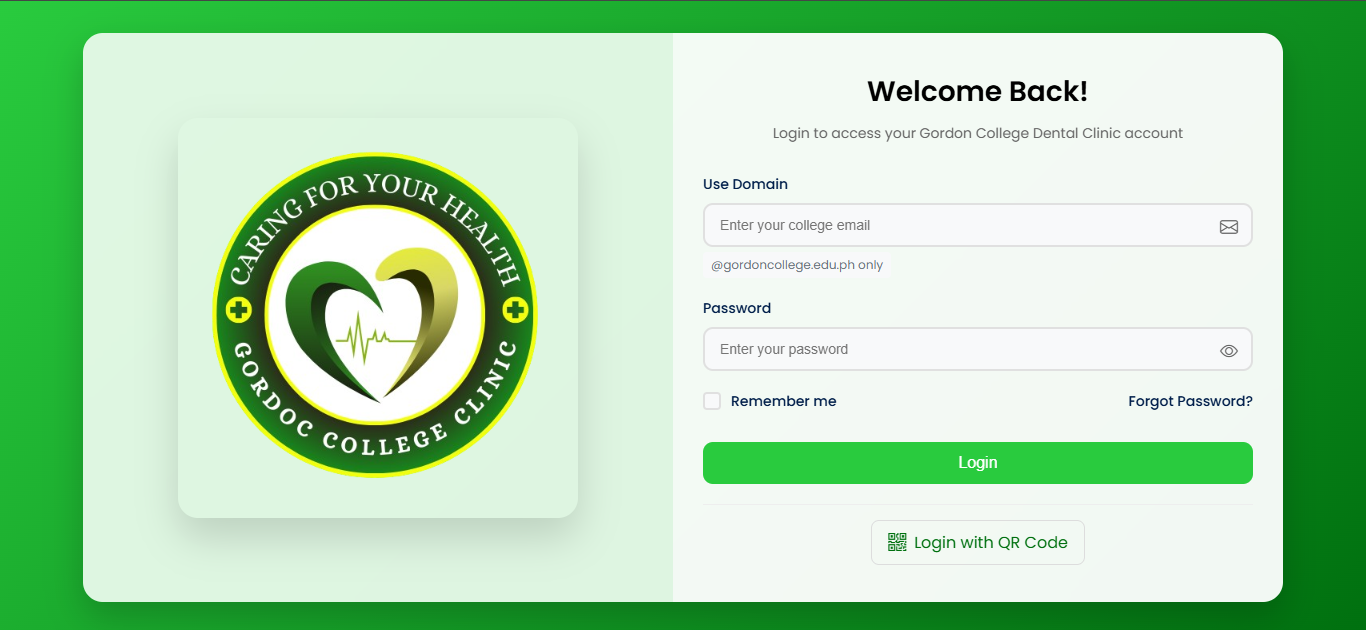 CARING FOR YOUR HEALTH
GORDOC COLLEGE CLINIC
Welcome Back!
Login to access your Gordon College Dental Clinic account
Use Domain
Enter your college email
@gordoncollege.edu.ph only
Password
Enter your password
Remember me
Forgot Password?
Login
Login with QR Code